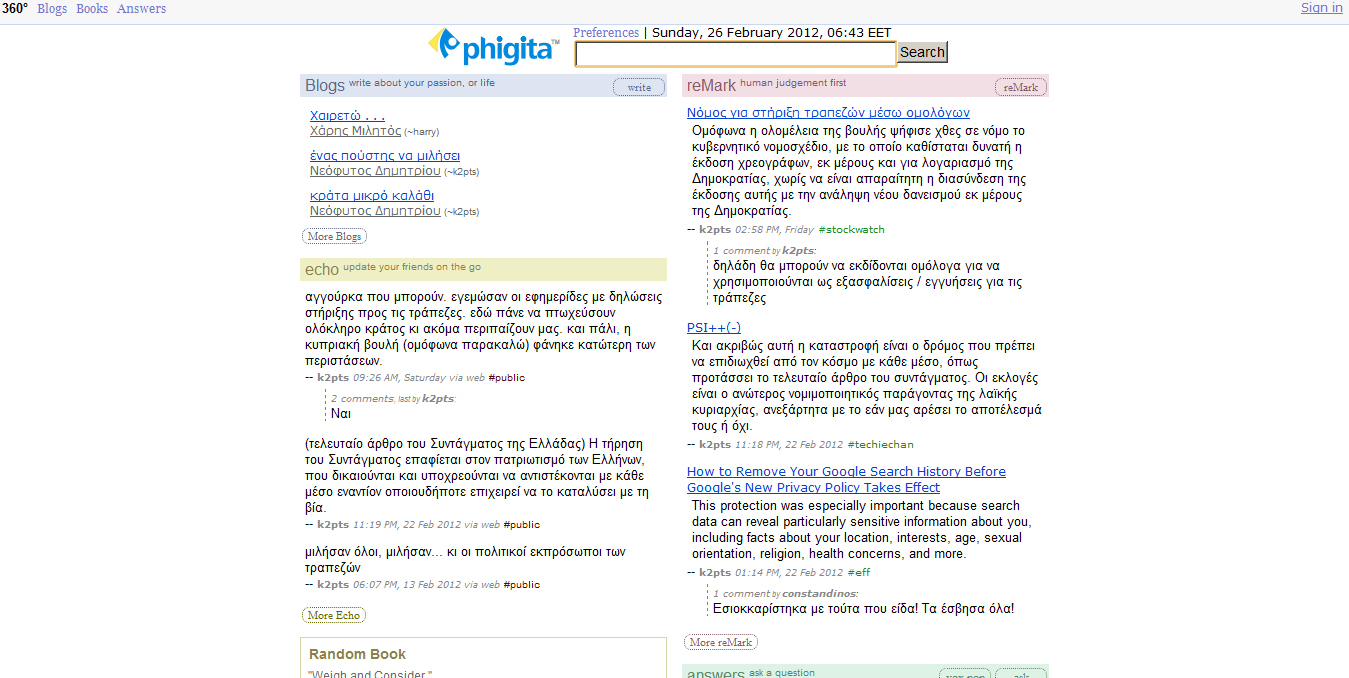 360° Blogs Books Answers
Sign in
phigita™
Preferences | Sunday, 26 February 2012, 06:43 EET
Search
Blogs write about your passion, or life
write
Χαιρετώ . . .
Χάρης Μιλητός (~harry)
ένας πούστης να μιλήσει
Νεόφυτος Δημητρίου (~k2pts)
κράτα μικρό καλάθι
Νεόφυτος Δημητρίου (~k2pts)
More Blogs
echo update your friends on the go
αγγούρκα που μπορούν. εγεμώσαν οι εφημερίδες με δηλώσεις
στήριξης προς τις τράπεζες. εδώ πάνε να πτωχεύσουν
ολόκληρο κράτος κι ακόμα περιπαίζουν μας. και πάλι, η
κυπριακή βουλή (ομόφωνα παρακαλώ) φάνηκε κατώτερη των
περιστάσεων.
-- k2pts 09:26 AM, Saturday via web #public
2 comments, last by k2pts:
Ναι
(τελευταίο άρθρο του Συντάγματος της Ελλάδας) Η τήρηση
του Συντάγματος επαφίεται στον πατριωτισμό των Ελλήνων,
που δικαιούνται και υποχρεούνται να αντιστέκονται με κάθε
μέσο εναντίον οποιουδήποτε επιχειρεί να το καταλύσει με τη
βία.
-- k2pts 11:19 PM, 22 Feb 2012 via web #public
μιλήσαν όλοι, μιλήσαν... κι οι πολιτικοί εκπρόσωποι των
τραπεζών
-- k2pts 06:07 PM, 13 Feb 2012 via web #public
More Echo
Random Book
"Weigh and Consider "
reMark human judgement first
reMark
Νόμος για στήριξη τραπεζών μέσω ομολόγων
Ομόφωνα η ολομέλεια της βουλής ψήφισε χθες σε νόμο το
κυβερνητικό νομοσχέδιο, με το οποίο καθίσταται δυνατή η
έκδοση χρεογράφων, εκ μέρους και για λογαριασμό της
Δημοκρατίας, χωρίς να είναι απαραίτητη η διασύνδεση της
έκδοσης αυτής με την ανάληψη νέου δανεισμού εκ μέρους
της Δημοκρατίας.
-- k2pts 02:58 PM, Friday #stockwatch
1 comment by k2pts:
δηλάδη θα μπορούν να εκδίδονται ομόλογα για να
χρησιμοποιούνται ως εξασφαλίσεις / εγγυήσεις για τις
τράπεζες
PSI++(-)
Και ακριβώς αυτή η καταστροφή είναι ο δρόμος που πρέπει
να επιδιωχθεί από τον κόσμο με κάθε μέσο, όπως
προτάσσει το τελευταίο άρθρο του συντάγματος. Οι εκλογές
είναι ο ανώτερος νομιμοποιητικός παράγοντας της λαϊκής
κυριαρχίας, ανεξάρτητα με το εάν μας αρέσει το αποτέλεσμά
τους ή όχι.
-- k2pts 11:18 PM, 22 Feb 2012 #techiechan
How to Remove Your Google Search History Before
Google's New Privacy Policy Takes Effect
This protection was especially important because search
data can reveal particularly sensitive information about you,
including facts about your location, interests, age, sexual
orientation, religion, health concerns, and more.
-- k2pts 01:14 PM, 22 Feb 2012 #eff
1 comment by constandinos:
Εσιοκκαρίστηκα με τούτα που είδα! Τα έσβησα όλα!
More reMark
answers ask a question
vox pop
ask